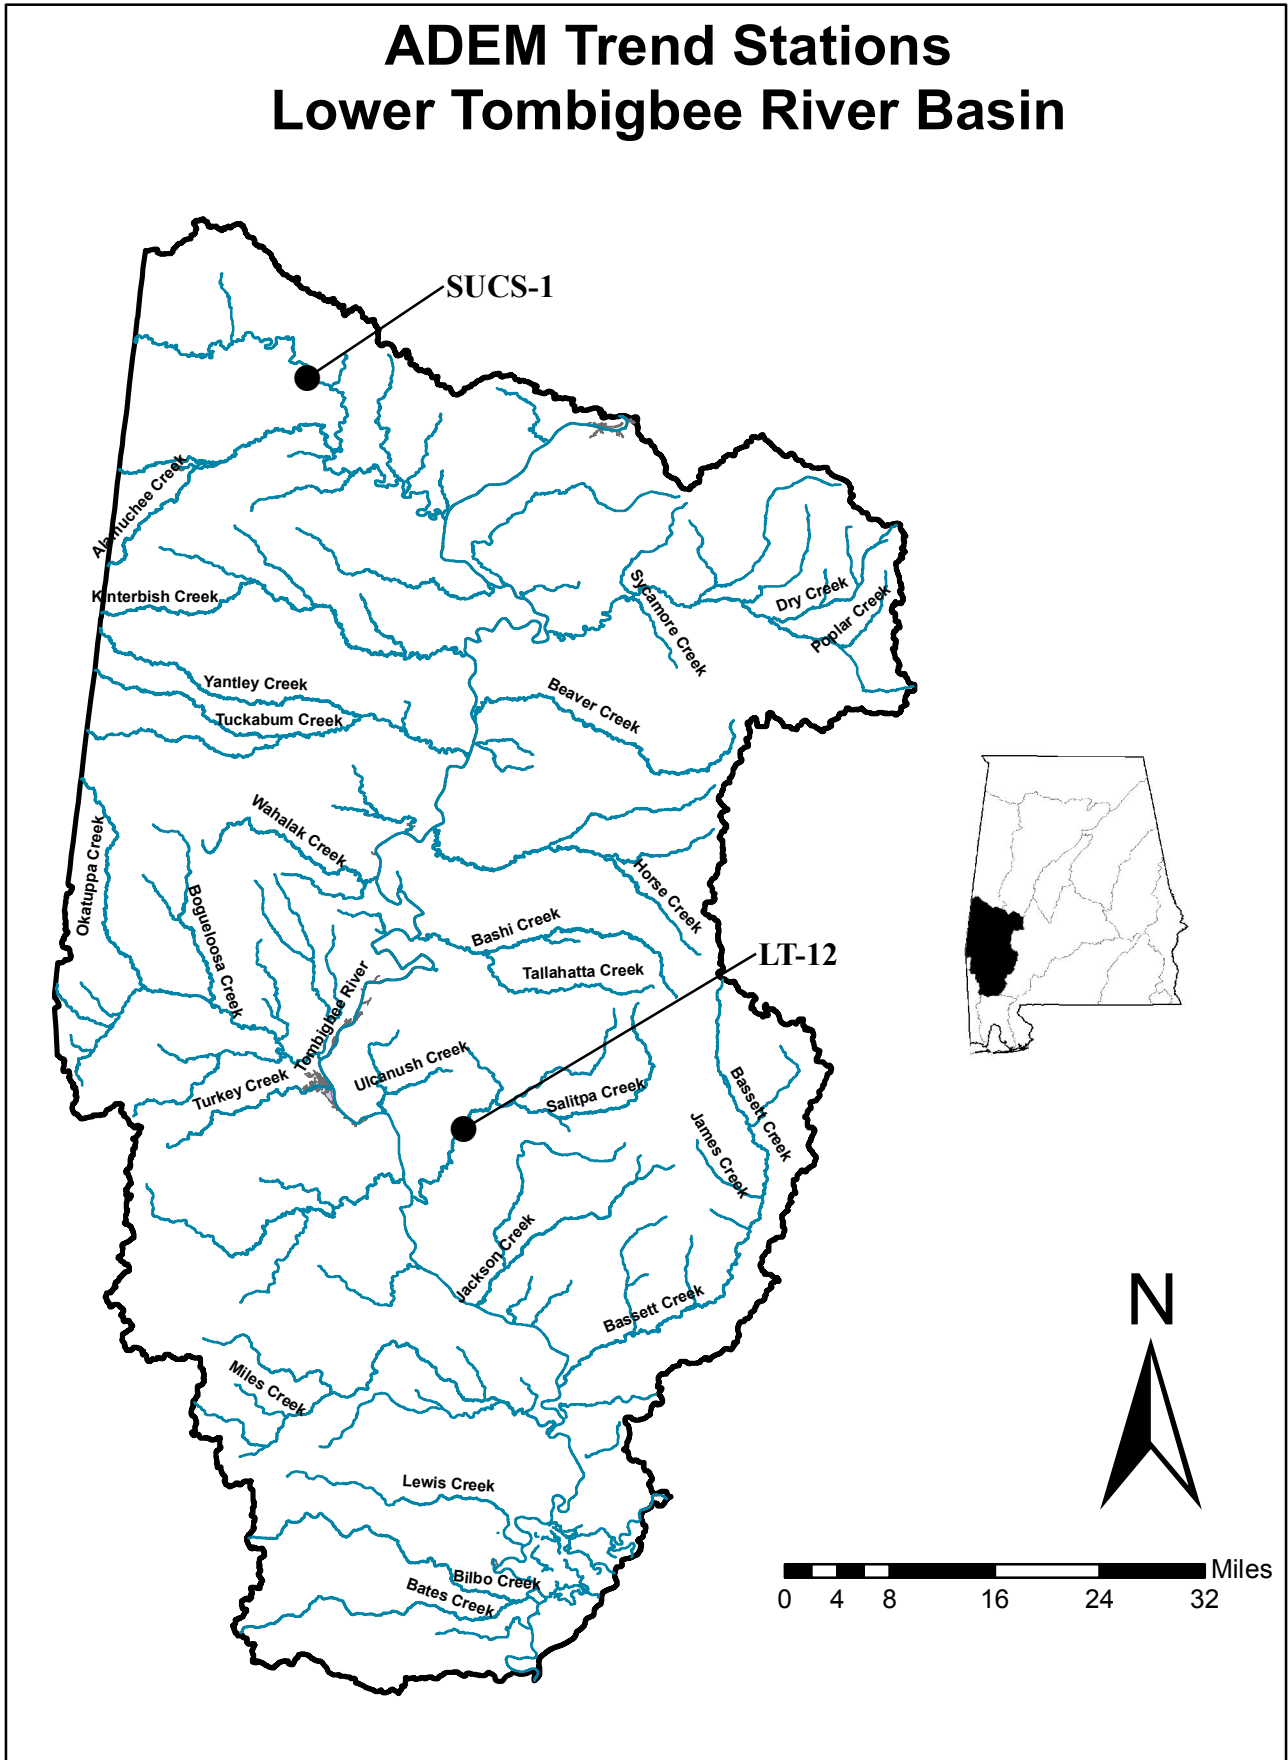 ADEM Trend Stations
Lower Tombigbee River Basin
SUCS-1
Alamuchee Creek
Kinterbish Creek
Sycamore Creek
Dry Creek
Poplar Creek
Yantley Creek
Beaver Creek
Tuckabum Creek
Wahalak Creek
Okatuppa Creek
Bogueloosa Creek
Horse Creek
Bashi Creek
LT-12
Tallahatta Creek
Tombigbee River
Ulcanush Creek
Turkey Creek
Salitpa Creek
Bassett Creek
James Creek
Jackson Creek
Bassett Creek
N
Miles Creek
Lewis Creek
Bilbo Creek
Bates Creek
Miles
0 4 8 16 24 32